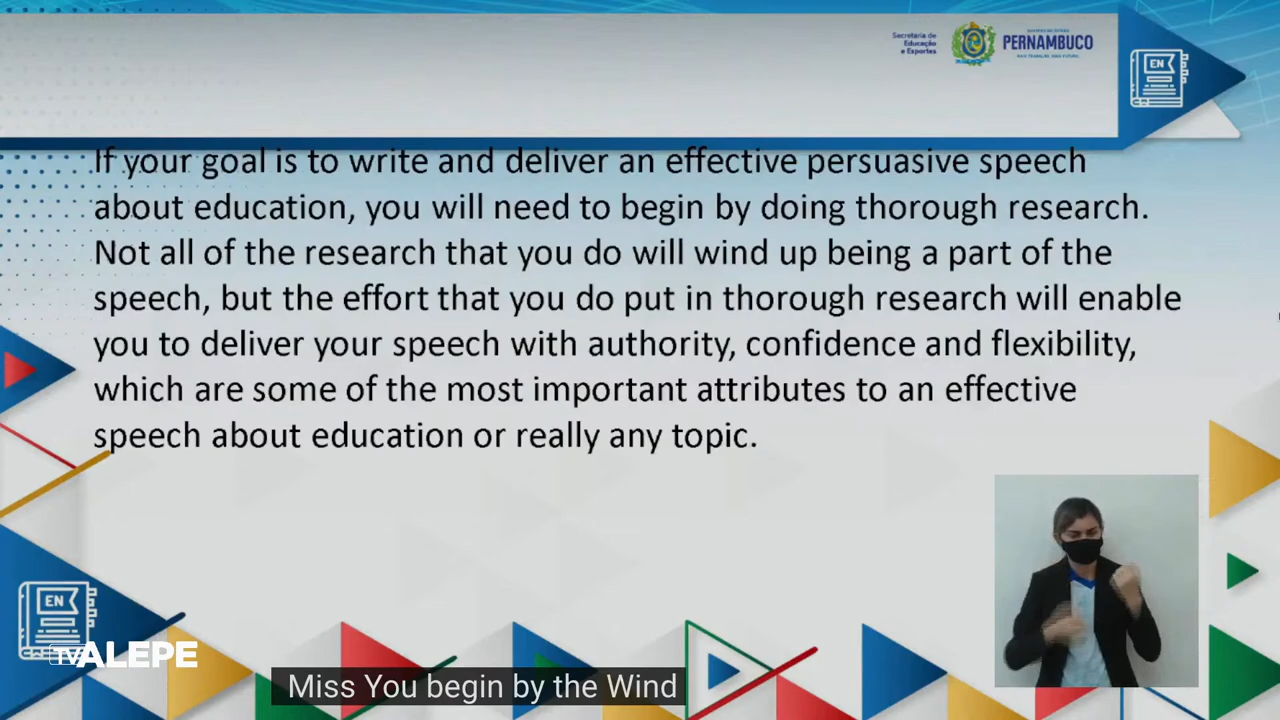 Secretaria de
Educação
e Esportes
PERNAMBUCO
EN
If your goal is to write and deliver an effective persuasive speech
about education, you will need to begin by doing thorough research.
Not all of the research that you do will wind up being a part of the
speech, but the effort that you do put in thorough research will enable
you to deliver your speech with authority, confidence and flexibility,
which are some of the most important attributes to an effective
speech about education or really any topic.
EN
TV ALEPE
Miss You begin by the Wind